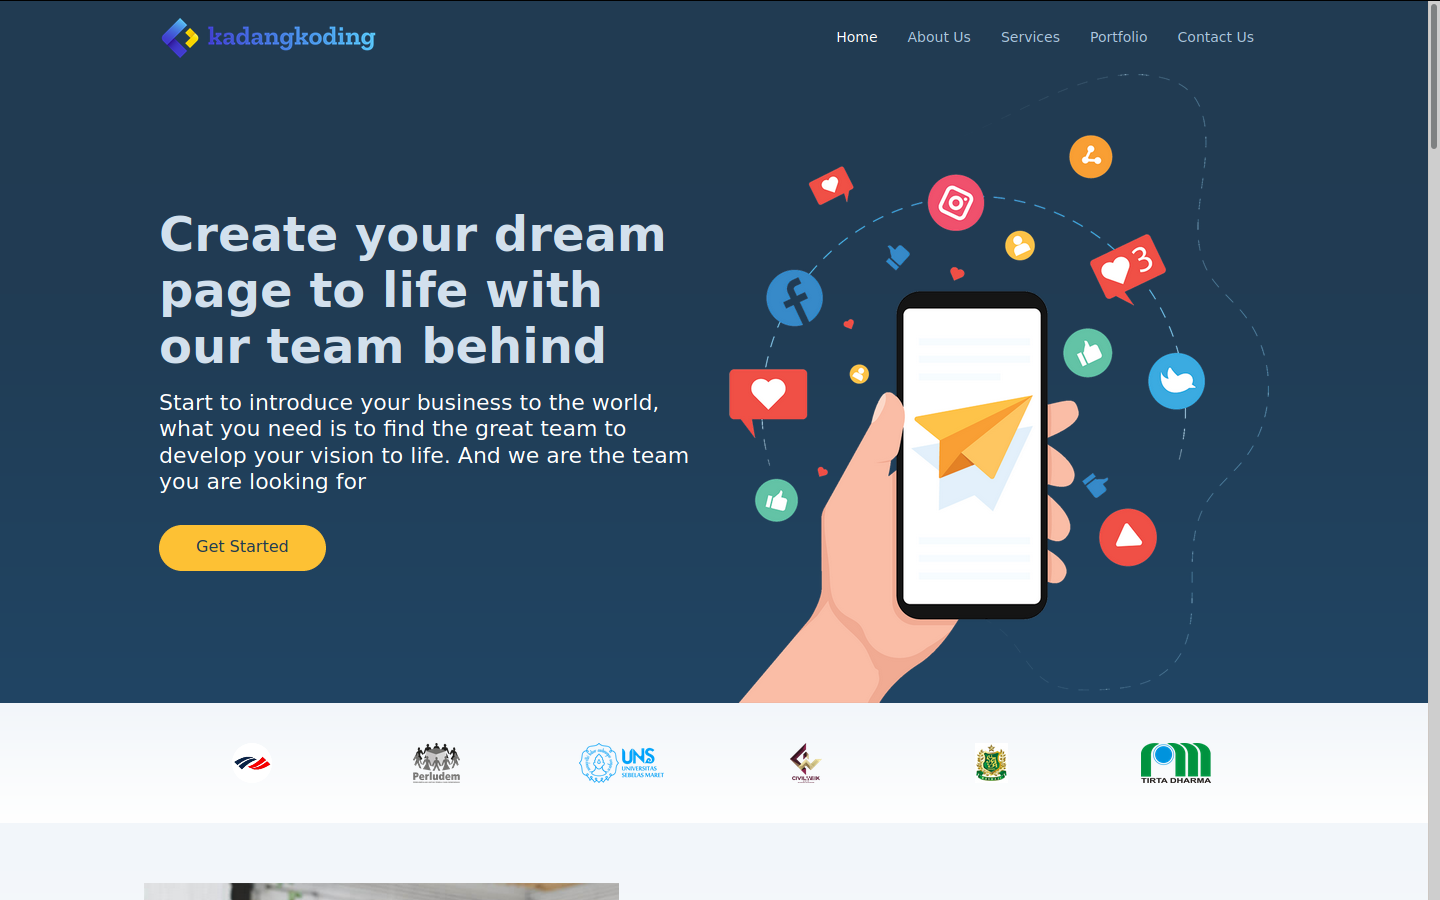 kadangkoding
Home
About Us
Services
Portfolio
Contact Us
Create your dream
page to life with
our team behind
Start to introduce your business to the world,
what you need is to find the great team to
develop your vision to life. And we are the team
you are looking for
Get Started
3
Perludem
UNS
UNIVERSITAS
SEBELAS MARET
TIRTA DHARMA